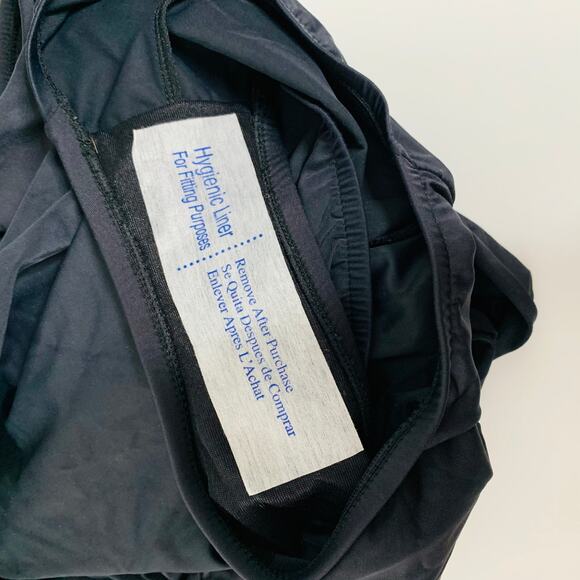 Hygienic Liner
For Fitting Purposes
Remove After Purchase
Se Quita Despues de Comprar
Enlever Apres L'Achat